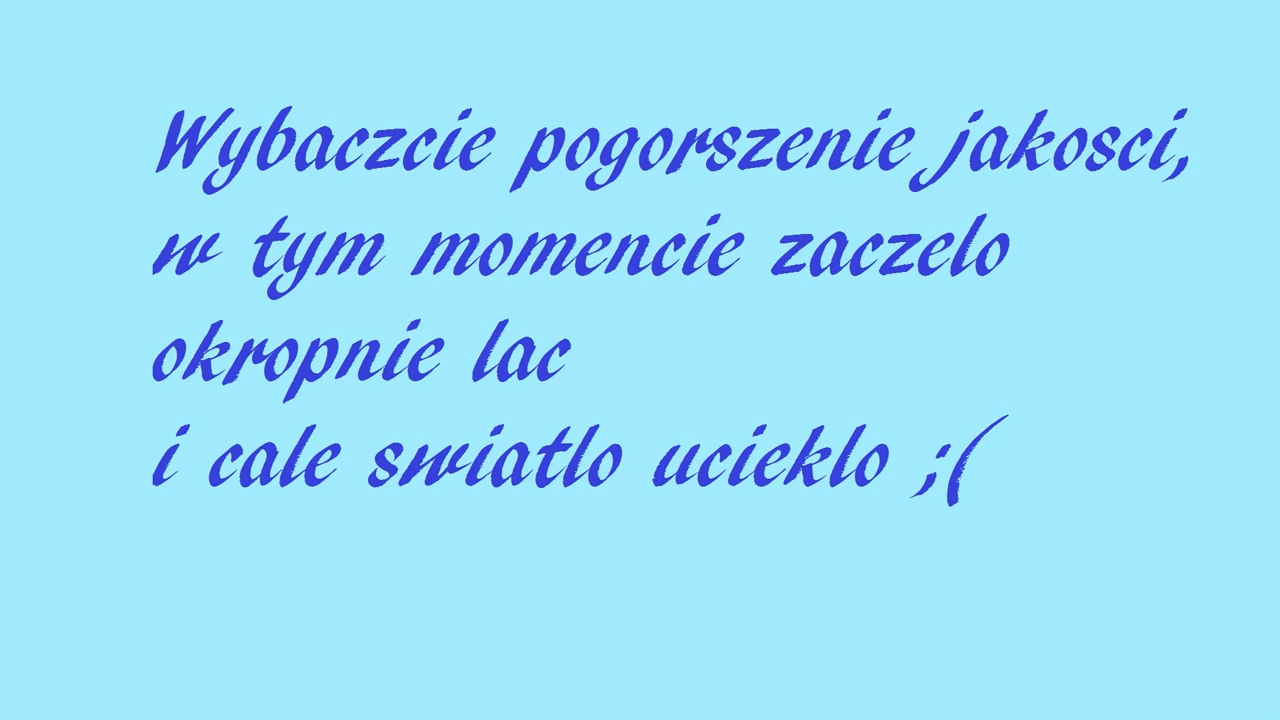 Wybaczcie pogorszenie jakosci,
w tym momencie zaczelo
okropnie lac
i cale swiatlo ucieklo ;(